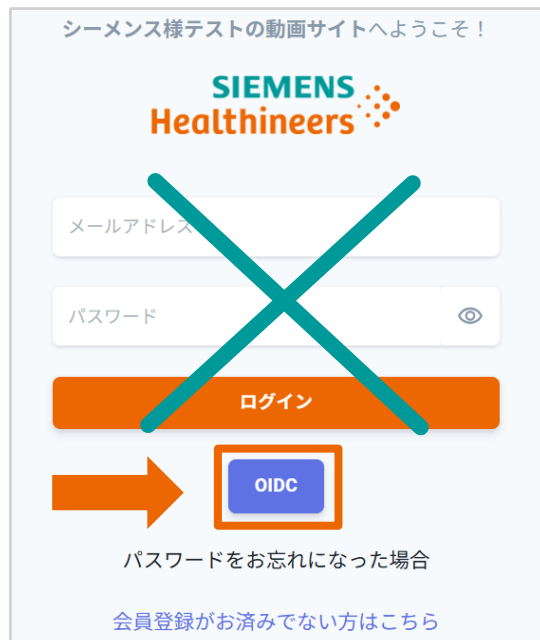 シーメンス様テストの動画サイトへようこそ！
SIEMENS
Healthineers
メールアドレス
パスワード
ログイン
OIDC
パスワードをお忘れになった場合
会員登録がお済みでない方はこちら